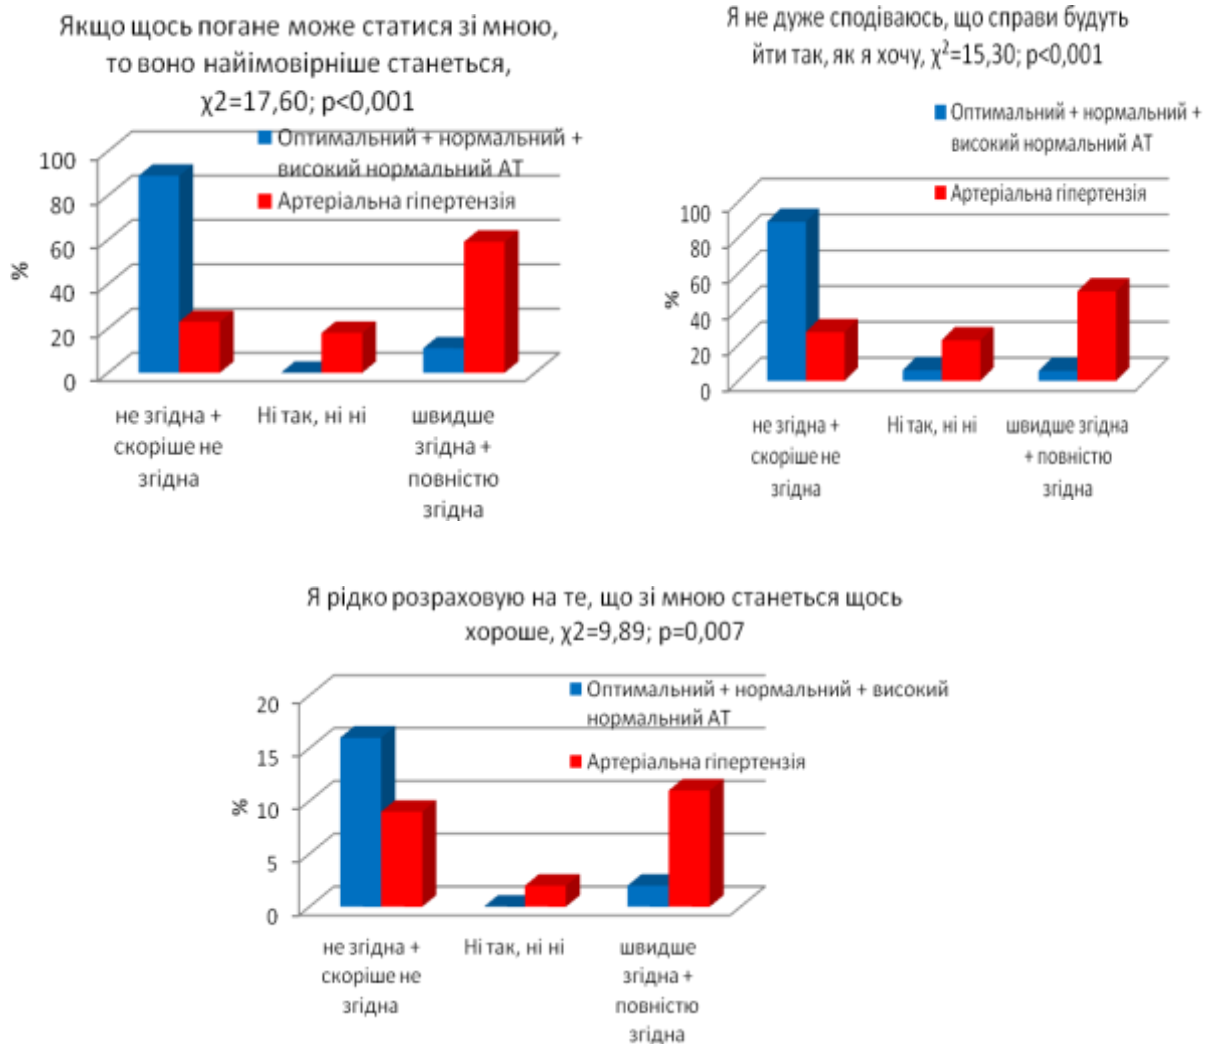 Якщо щось погане може статися зі мною,
то воно найімовірніше станеться,
χ2=17,60; p<0,001
Оптимальний + нормальний +
високий нормальний АТ
Артеріальна гіпертензія
100
80
60
40
20
0
%
не згідна +
скоріше не
згідна
Ні так, ні ні
швидше
згідна +
повністю
згідна
Я не дуже сподіваюсь, що справи будуть
йти так, як я хочу, χ²=15,30; p<0,001
Оптимальний + нормальний +
високий нормальний АТ
Артеріальна гіпертензія
100
80
60
40
20
0
%
не згідна +
скоріше не
згідна
Ні так, ні ні
швидше згідна
+ повністю
згідна
Я рідко розраховую на те, що зі мною станеться щось
хороше, χ2=9,89; p=0,007
Оптимальний + нормальний + високий
нормальний АТ
Артеріальна гіпертензія
20
15
10
5
0
%
не згідна +
скоріше не
згідна
Ні так, ні ні
швидше
згідна +
повністю
згідна